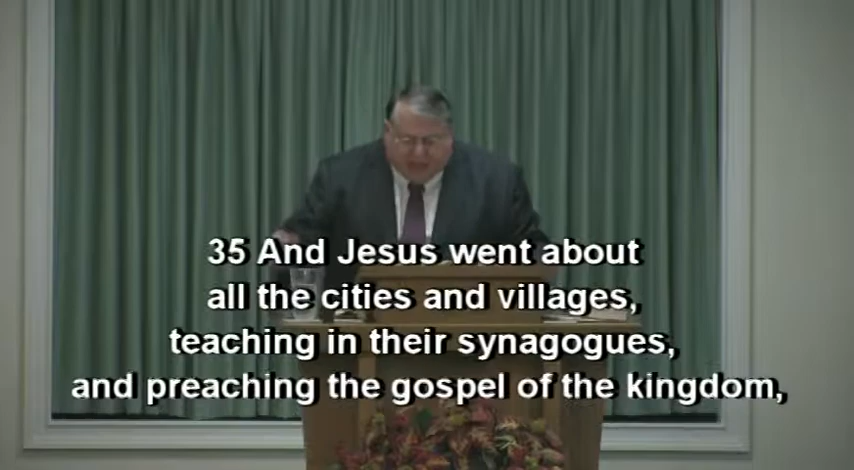 35 And Jesus went about
all the cities and villages,
teaching in their synagogues,
and preaching the gospel of the kingdom,